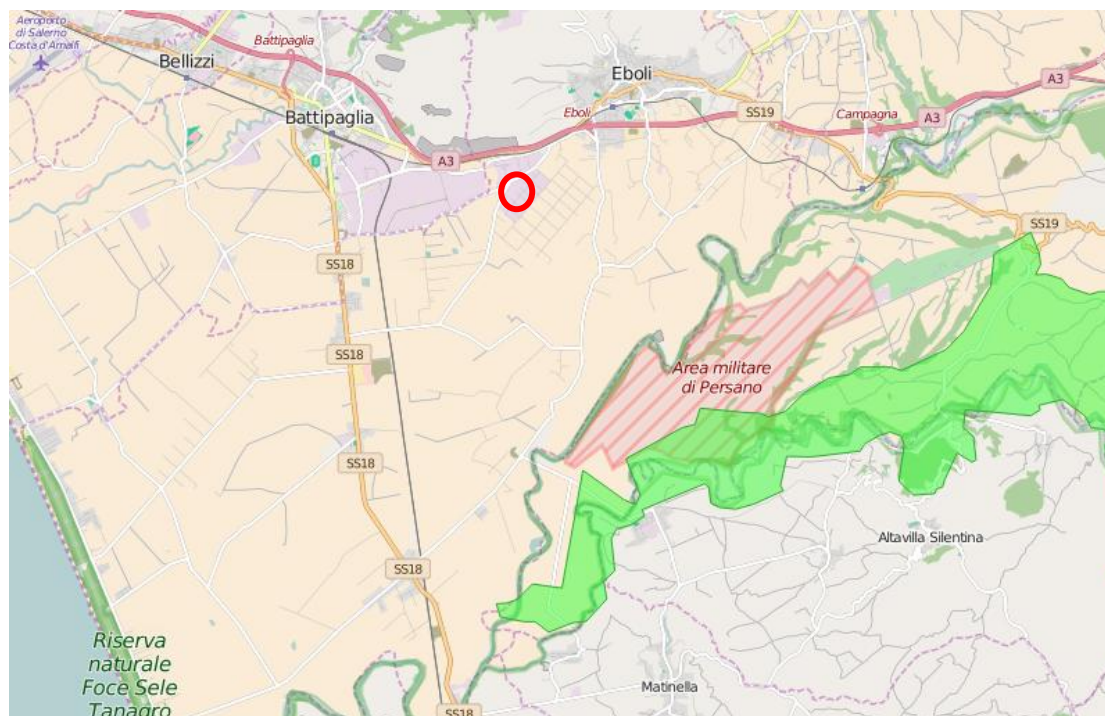 Aeroporto
di Salerno
Costa d'Amalfi
Battipaglia
Bellizzi
Eboli
A3
Battipaglia
Eboli
SS19
Campagna
A3
A3
SS19
SS18
SS18
Area militare
di Persano
SS18
Altavilla Silentina
SS18
Riserva
naturale
Foce Sele
Tanagro
Matinella
SS18